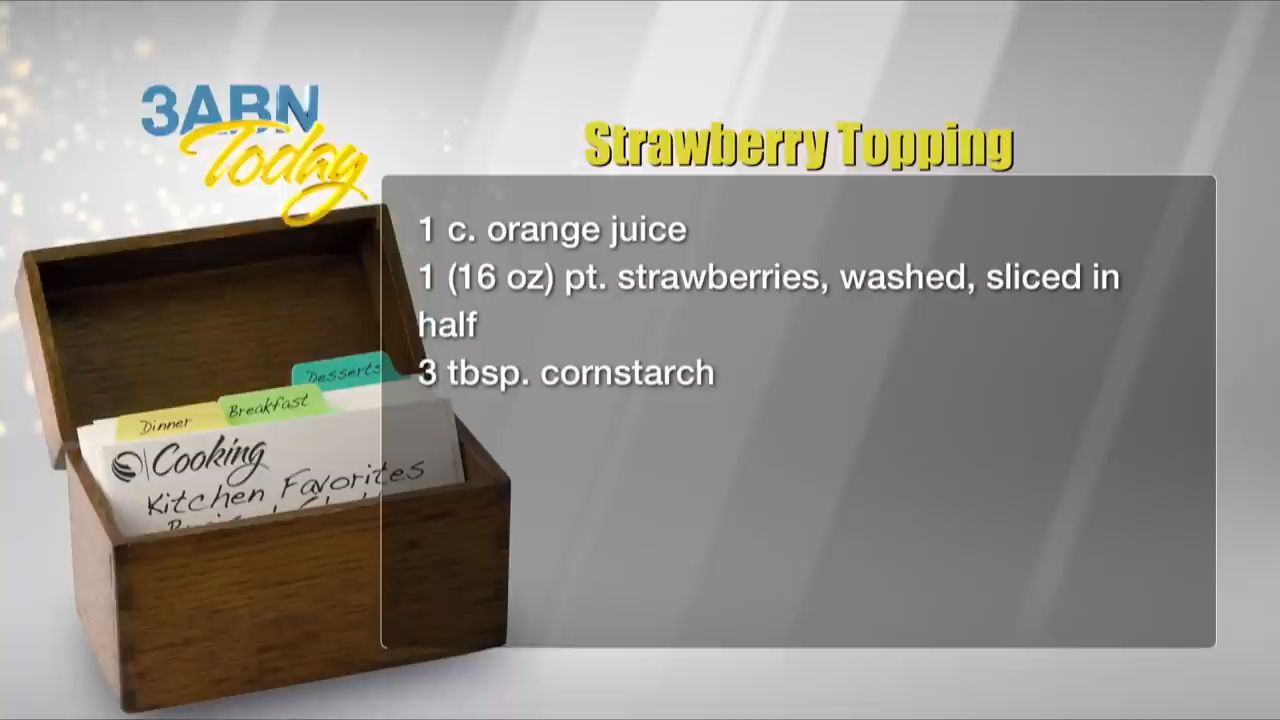 3ABN
Today
Strawberry Topping
1 c. orange juice
1 (16 oz) pt. strawberries, washed, sliced in
half
3 tbsp. cornstarch
Desserts
Breakfast
Dinner
Cooking
Kitchen Favorites